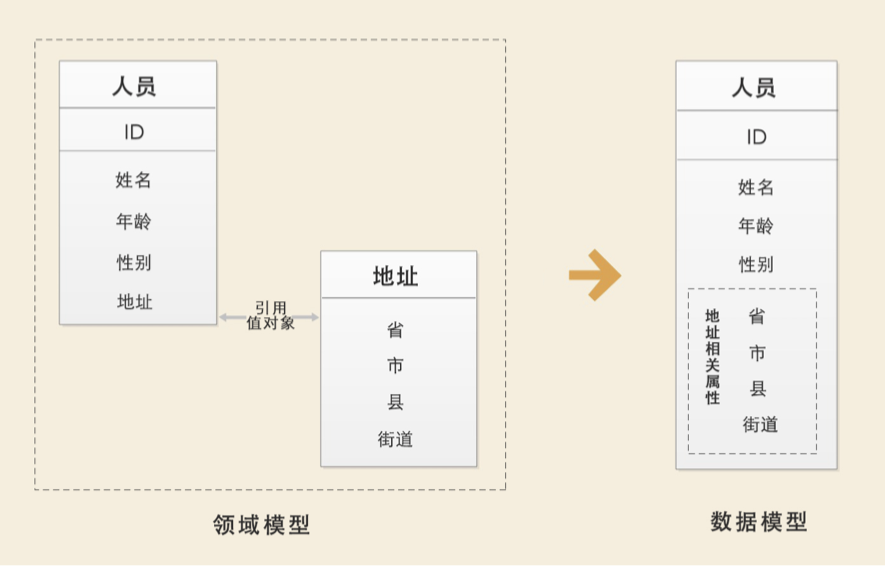 人员
ID
姓名
年龄
性别
地址
引用
值对象
地址
省
市
县
街道
领域模型
人员
ID
姓名
年龄
性别
地址相关属性
省
市
县
街道
数据模型